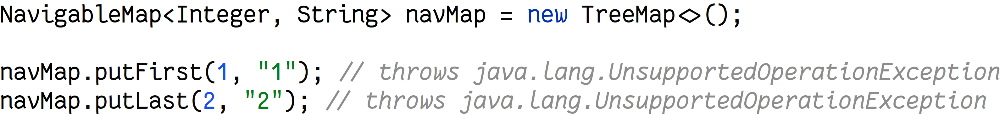 NavigableMap<Integer, String> navMap = new TreeMap<>();
navMap.putFirst(1, "1"); // throws java.lang.UnsupportedOperationException
navMap.putLast(2, "2"); // throws java.lang.UnsupportedOperationException